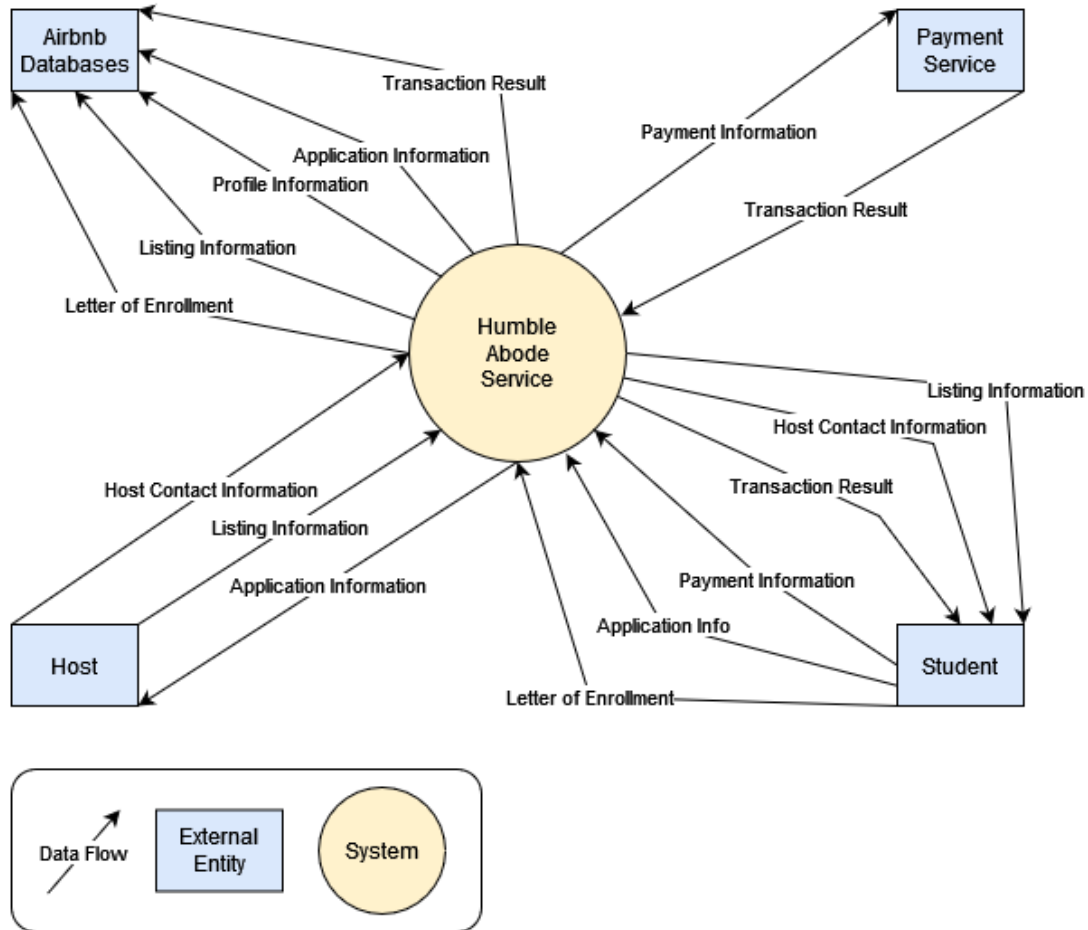 Airbnb
Databases
Payment
Service
Transaction Result
Payment Information
Application Information
Profile Information
Transaction Result
Listing Information
Letter of Enrollment
Humble
Abode
Service
Listing Information
Host Contact Information
Host Contact Information
Transaction Result
Listing Information
Application Information
Payment Information
Application Info
Host
Student
Letter of Enrollment
Data Flow
External
Entity
System